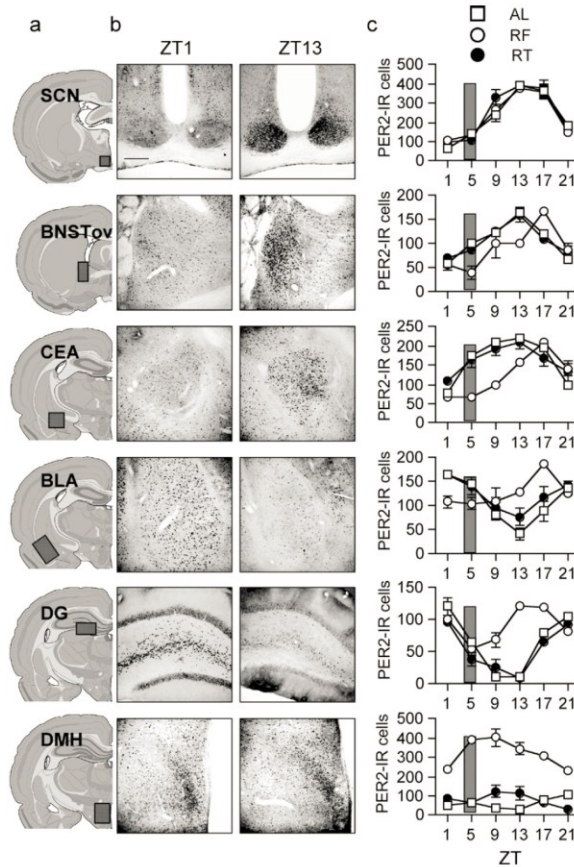 a
b
c
ZT1
ZT13
AL
RF
RT
SCN
PER2-IR cells
500
400
300
200
100
0
1 5 9 13 17 21
BNSTov
PER2-IR cells
200
150
100
50
0
1 5 9 13 17 21
CEA
PER2-IR cells
250
200
150
100
50
0
1 5 9 13 17 21
BLA
PER2-IR cells
200
150
100
50
0
1 5 9 13 17 21
DG
PER2-IR cells
150
100
50
0
1 5 9 13 17 21
DMH
PER2-IR cells
500
400
300
200
100
0
1 5 9 13 17 21
ZT